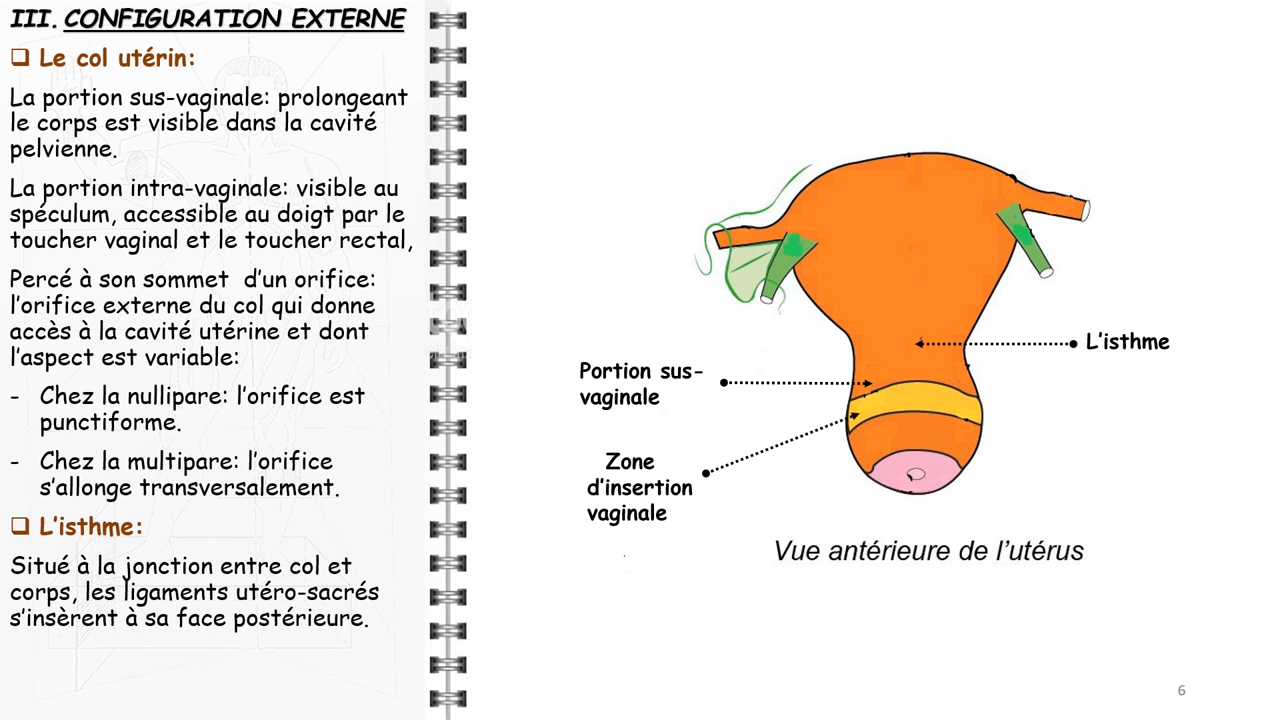 III. CONFIGURATION EXTERNE
❑ Le col utérin:
La portion sus-vaginale: prolongeant
le corps est visible dans la cavité
pelvienne.
La portion intra-vaginale: visible au
spéculum, accessible au doigt par le
toucher vaginal et le toucher rectal,
Percé à son sommet d’un orifice:
l’orifice externe du col qui donne
accès à la cavité utérine et dont
l’aspect est variable:
- Chez la nullipare: l’orifice est
punctiforme.
- Chez la multipare: l’orifice
s’allonge transversalement.
❑ L’isthme:
Situé à la jonction entre col et
corps, les ligaments utéro-sacrés
s’insèrent à sa face postérieure.
L’isthme
Portion sus-
vaginale
Zone
d’insertion
vaginale
Vue antérieure de l’utérus
6